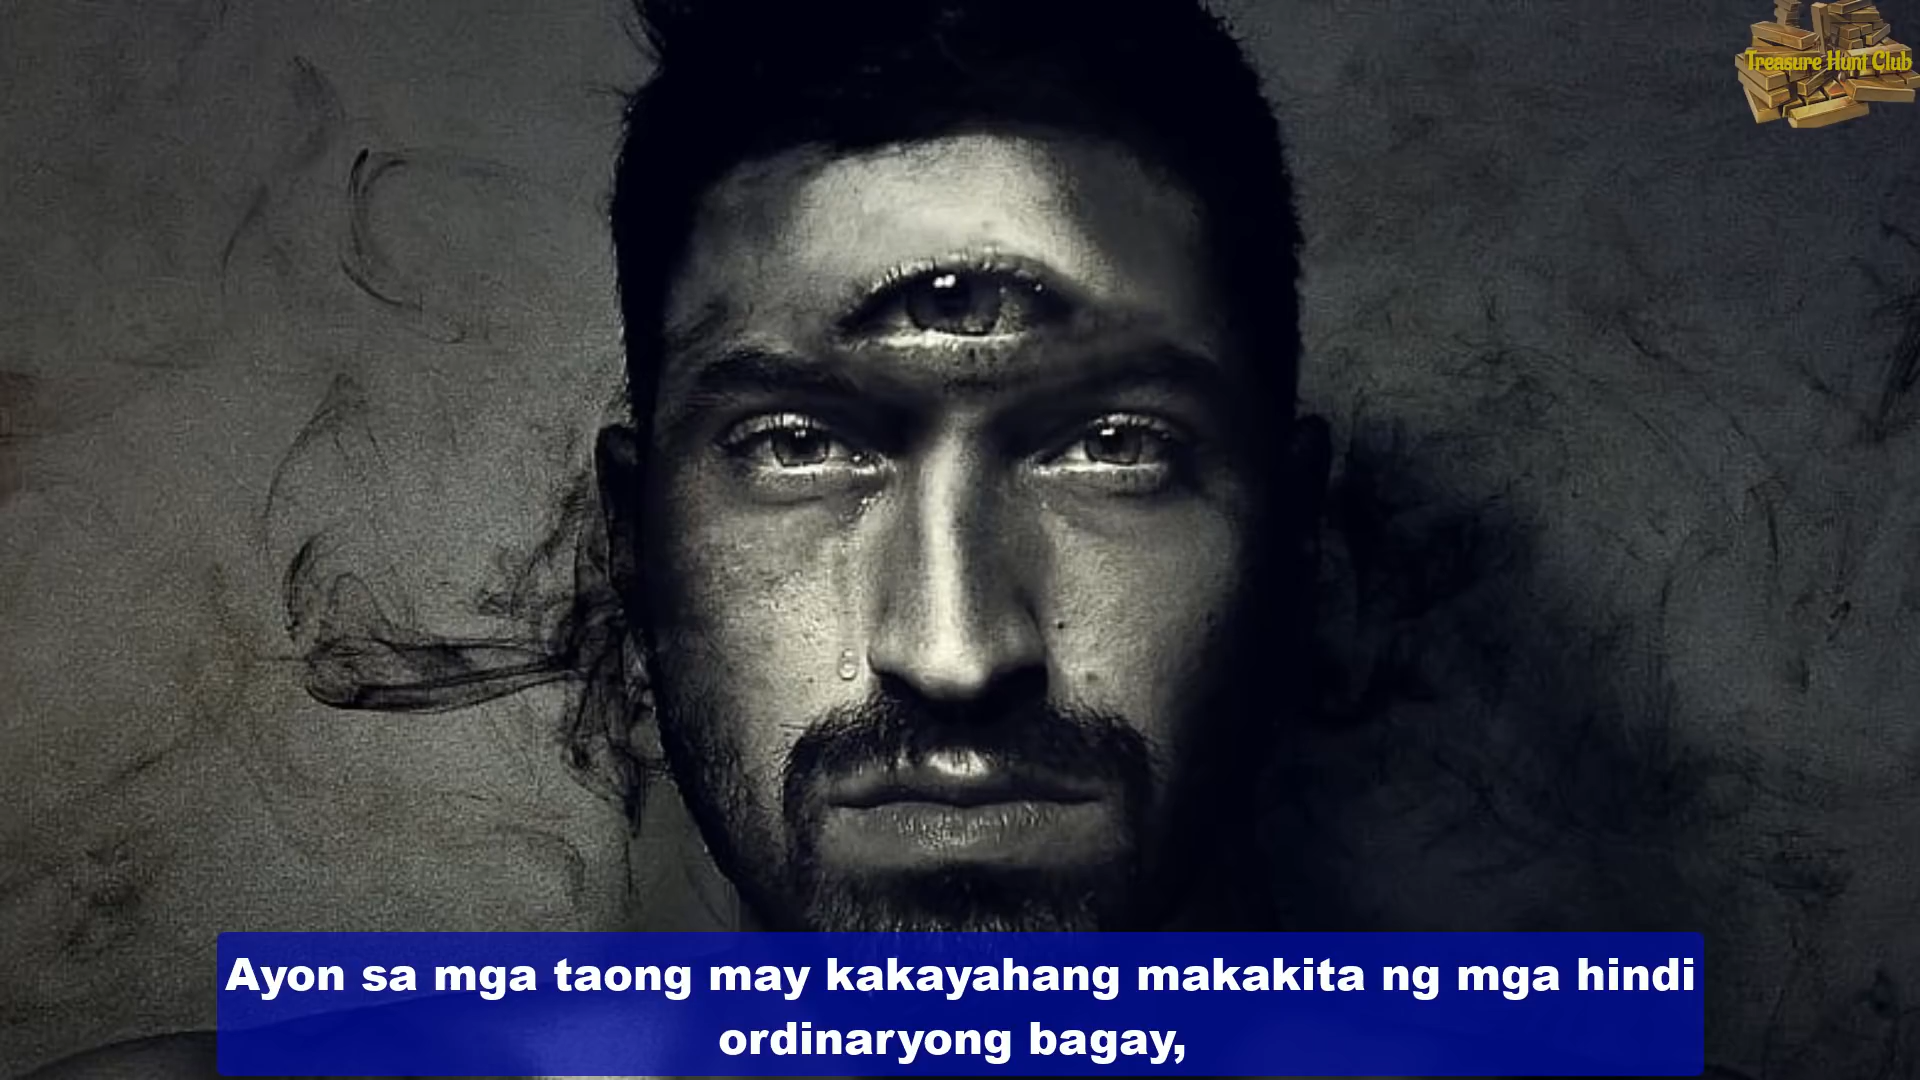 Treasure Hunt Club
Ayon sa mga taong may kakayahang makakita ng mga hindi
ordinaryong bagay,